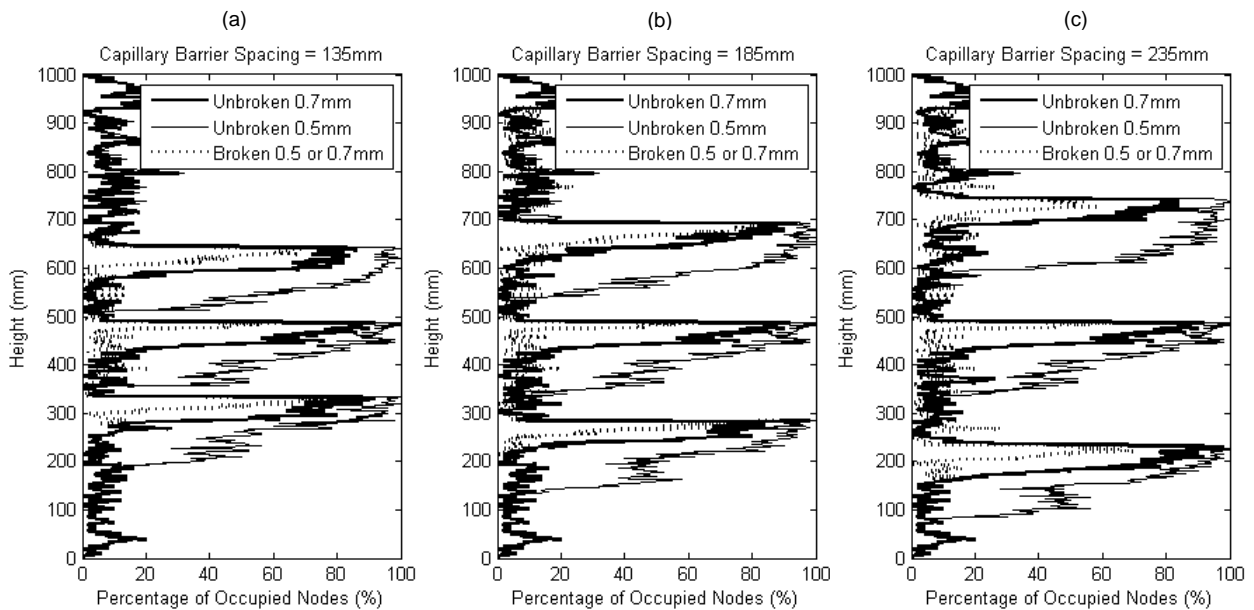 (a)
Capillary Barrier Spacing = 135mm
Unbroken 0.7mm
Unbroken 0.5mm
Broken 0.5 or 0.7mm
1000
900
800
700
600
500
400
300
200
100
0
Height (mm)
0 20 40 60 80 100
Percentage of Occupied Nodes (%)
(b)
Capillary Barrier Spacing = 185mm
Unbroken 0.7mm
Unbroken 0.5mm
Broken 0.5 or 0.7mm
1000
900
800
700
600
500
400
300
200
100
0
Height (mm)
0 20 40 60 80 100
Percentage of Occupied Nodes (%)
(c)
Capillary Barrier Spacing = 235mm
Unbroken 0.7mm
Unbroken 0.5mm
Broken 0.5 or 0.7mm
1000
900
800
700
600
500
400
300
200
100
0
Height (mm)
0 20 40 60 80 100
Percentage of Occupied Nodes (%)